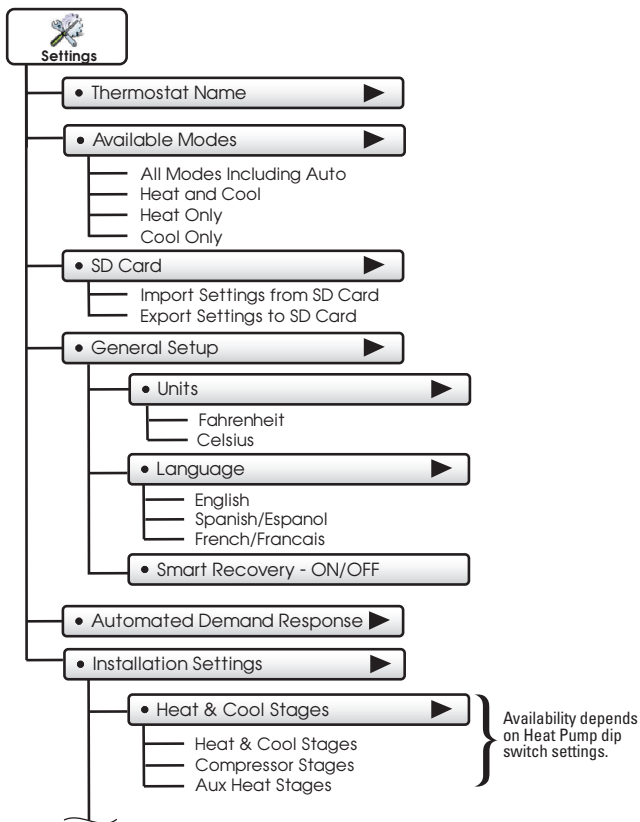 Settings
• Thermostat Name
• Available Modes
All Modes Including Auto
Heat and Cool
Heat Only
Cool Only
• SD Card
Import Settings from SD Card
Export Settings to SD Card
• General Setup
• Units
Fahrenheit
Celsius
• Language
English
Spanish/Espanol
French/Francais
• Smart Recovery - ON/OFF
• Automated Demand Response
• Installation Settings
• Heat & Cool Stages
Heat & Cool Stages
Compressor Stages
Aux Heat Stages
Availability depends
on Heat Pump dip
switch settings.